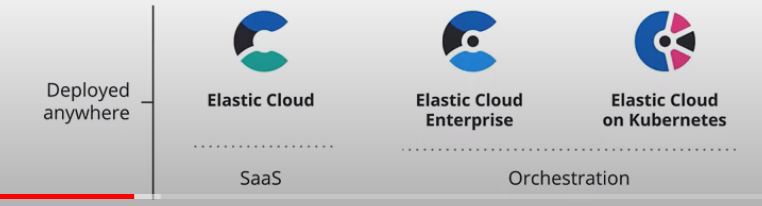 Deployed
anywhere
Elastic Cloud
Elastic Cloud
Enterprise
Elastic Cloud
on Kubernetes
SaaS
Orchestration